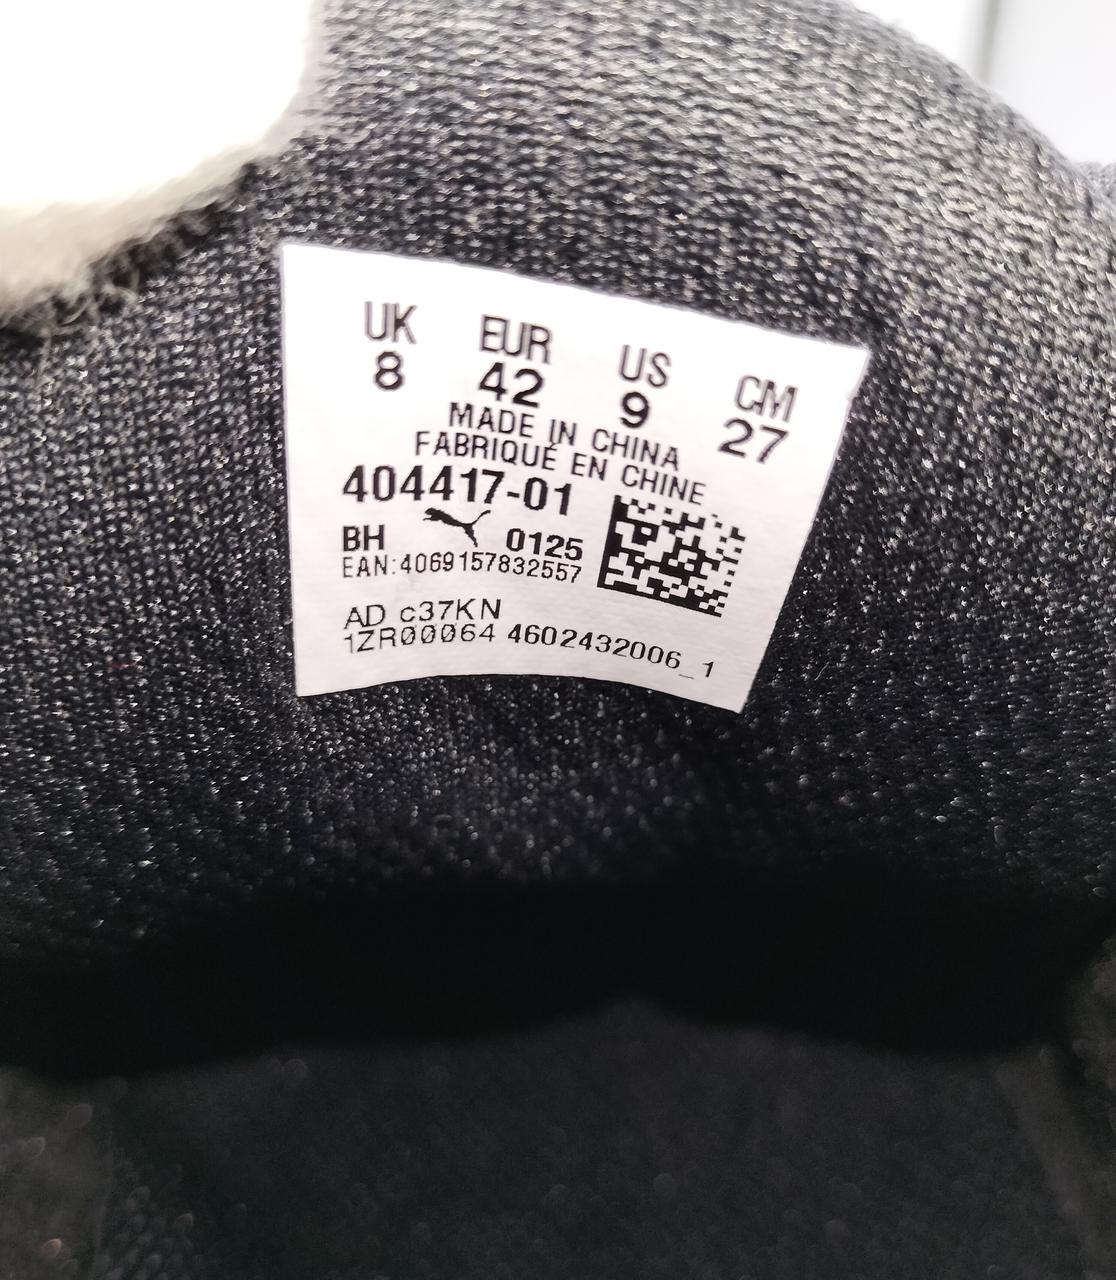 UK EUR US CM
8 42 9 27
MADE IN CHINA
FABRIQUÉ EN CHINE
404417-01
BH 0125
EAN:4069157832557
AD c37KN
1ZR00064 4602432006_1